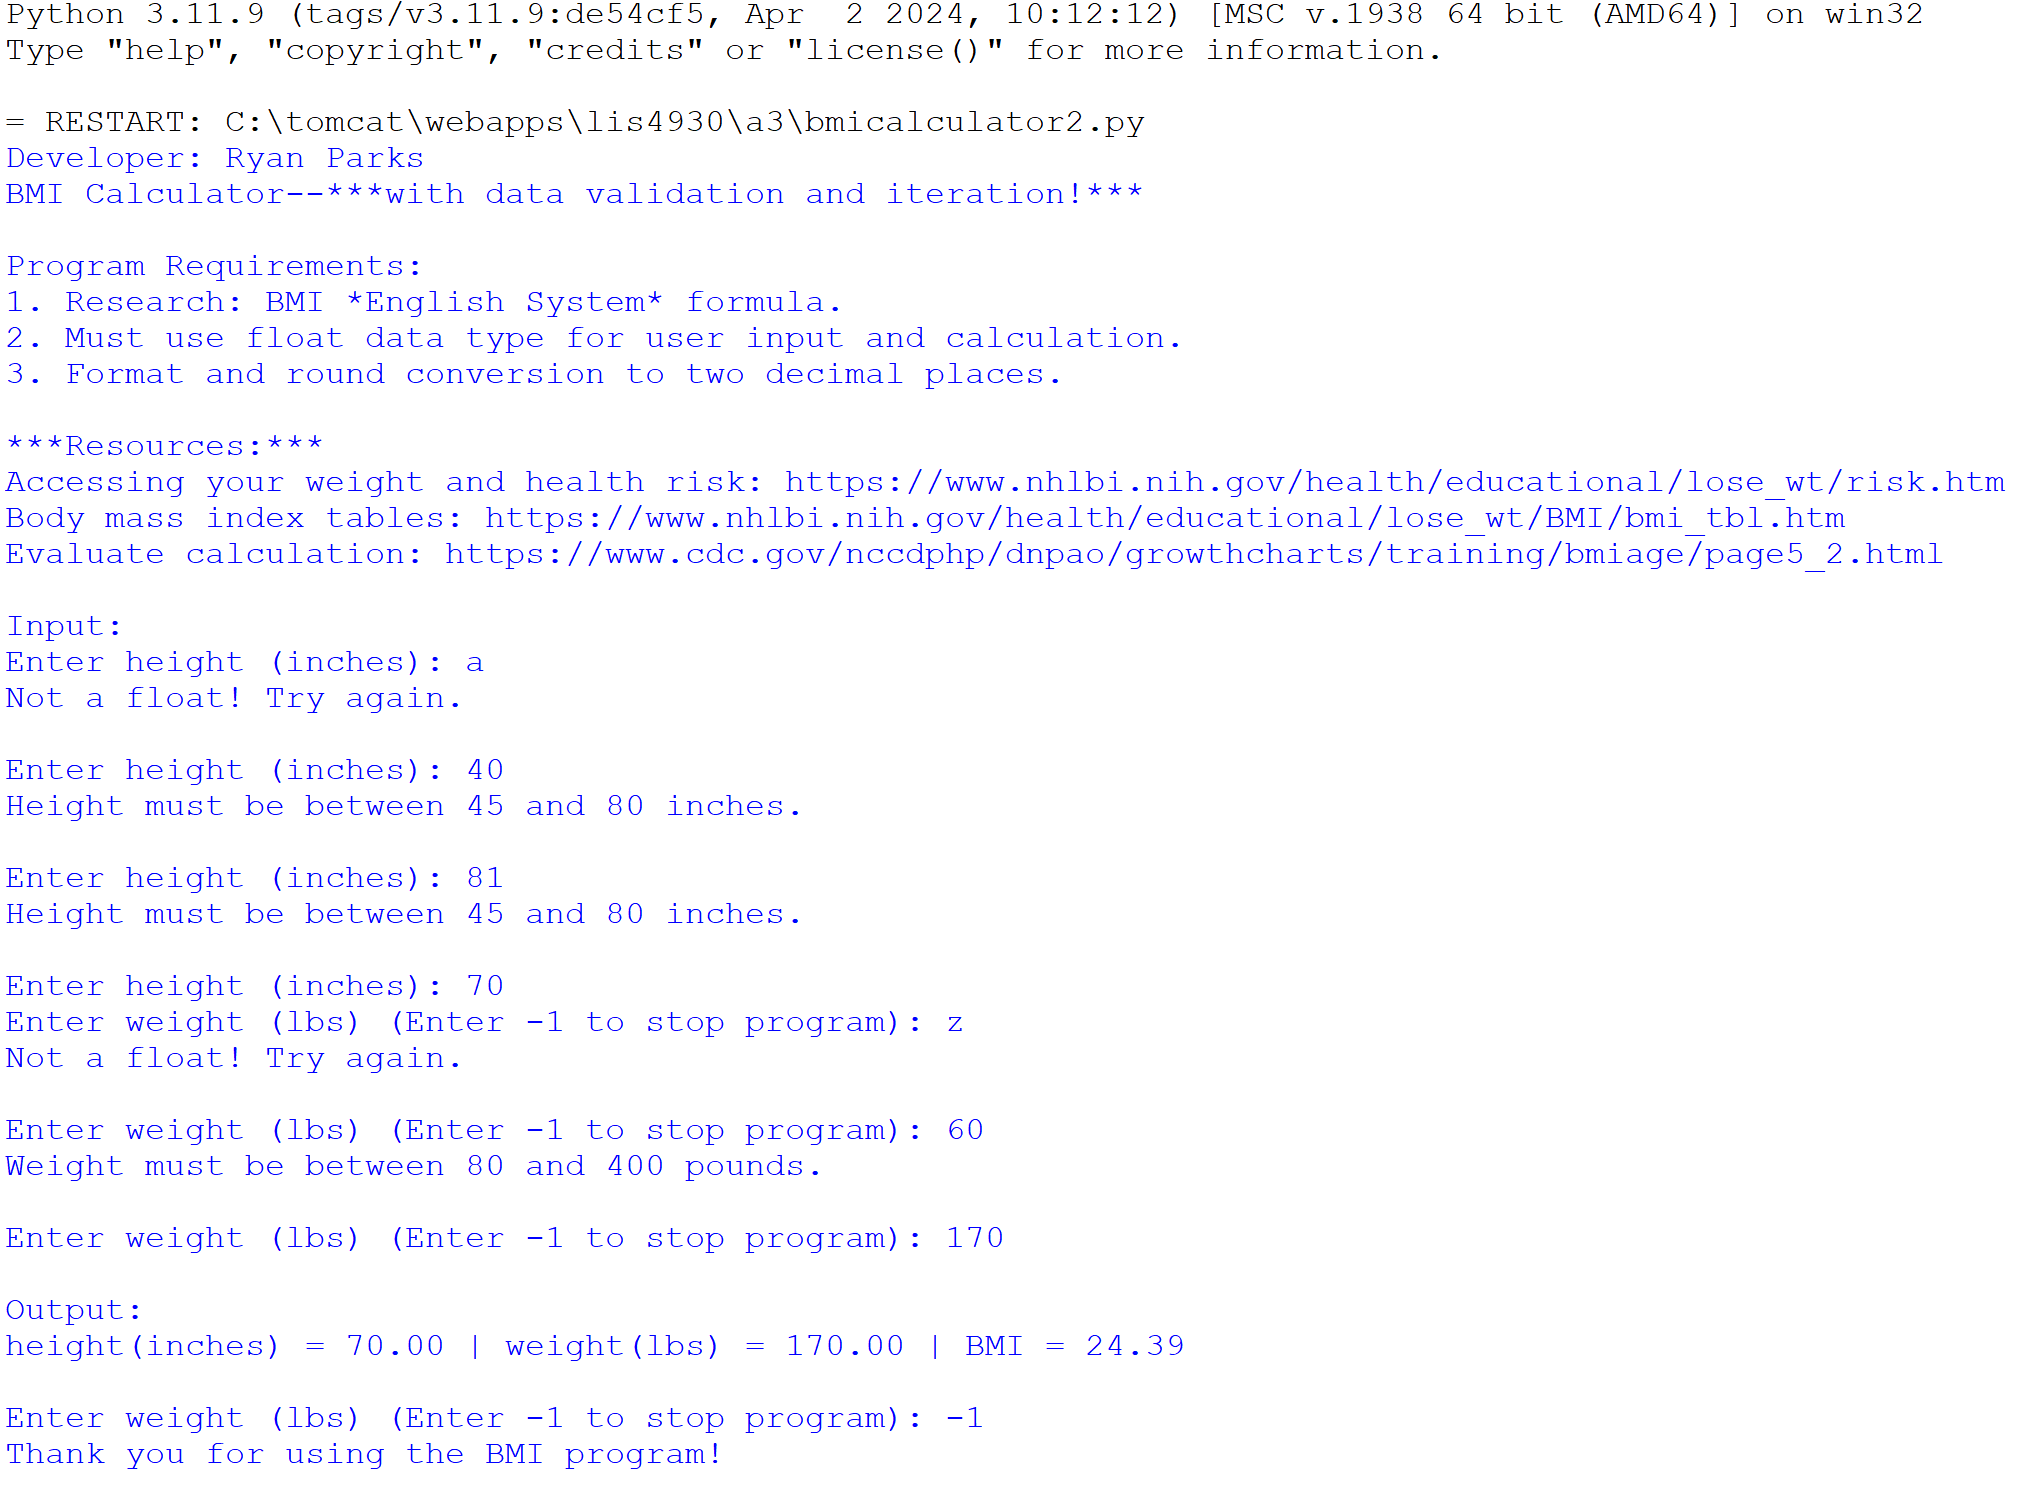 Python 3.11.9 (tags/v3.11.9:de54cf5, Apr  2 2024, 10:12:12) [MSC v.1938 64 bit (AMD64)] on win32
Type "help", "copyright", "credits" or "license()" for more information.
= RESTART: C:\tomcat\webapps\lis4930\a3\bmicalculator2.py
Developer: Ryan Parks
BMI Calculator--***with data validation and iteration!***
Program Requirements:
1. Research: BMI *English System* formula.
2. Must use float data type for user input and calculation.
3. Format and round conversion to two decimal places.
***Resources:***
Accessing your weight and health risk: https://www.nhlbi.nih.gov/health/educational/lose_wt/risk.htm
Body mass index tables: https://www.nhlbi.nih.gov/health/educational/lose_wt/BMI/bmi_tbl.htm
Evaluate calculation: https://www.cdc.gov/nccdphp/dnpao/growthcharts/training/bmiage/page5_2.html
Input:
Enter height (inches): a
Not a float! Try again.
Enter height (inches): 40
Height must be between 45 and 80 inches.
Enter height (inches): 81
Height must be between 45 and 80 inches.
Enter height (inches): 70
Enter weight (lbs) (Enter -1 to stop program): z
Not a float! Try again.
Enter weight (lbs) (Enter -1 to stop program): 60
Weight must be between 80 and 400 pounds.
Enter weight (lbs) (Enter -1 to stop program): 170
Output:
height(inches) = 70.00 | weight(lbs) = 170.00 | BMI = 24.39
Enter weight (lbs) (Enter -1 to stop program): -1
Thank you for using the BMI program!